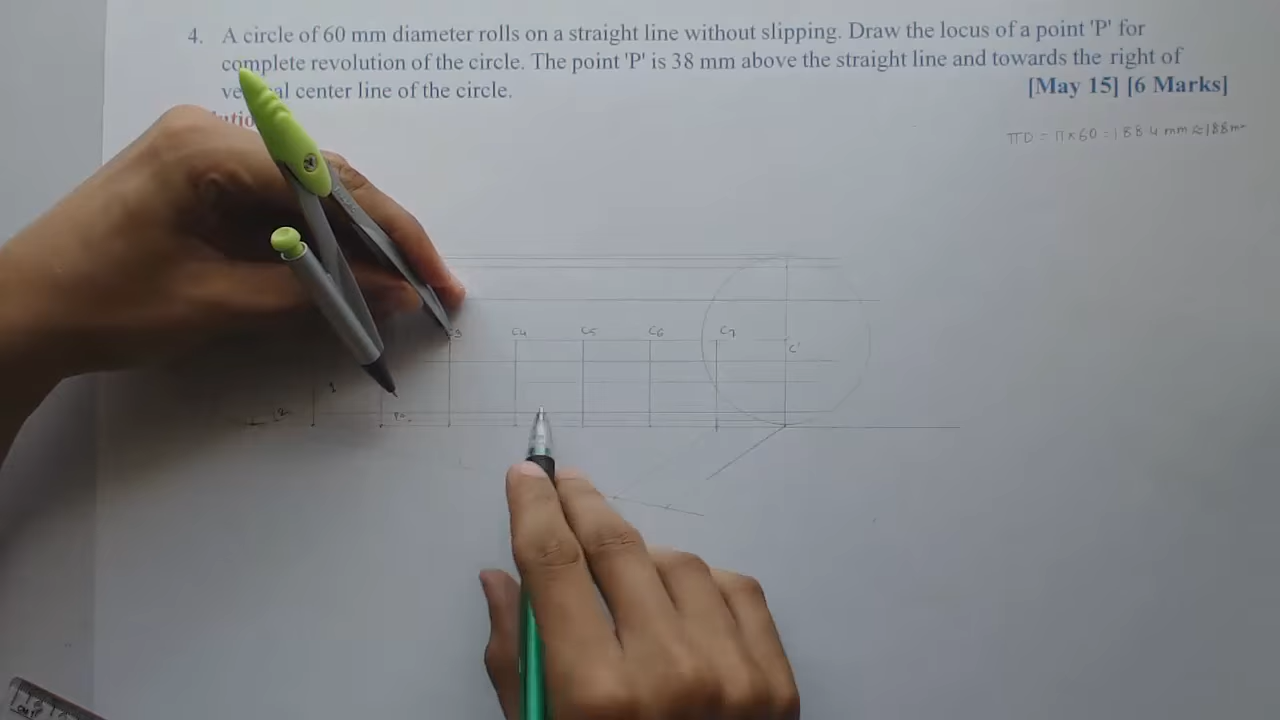 4. A circle of 60 mm diameter rolls on a straight line without slipping. Draw the locus of a point 'P' for
complete revolution of the circle. The point 'P' is 38 mm above the straight line and towards the right of
center line of the circle. [May 15] [6 Marks]
πD = π×60 = 188.4 mm ≈ 188mm
C3 C4 C5 C6 C7
C'